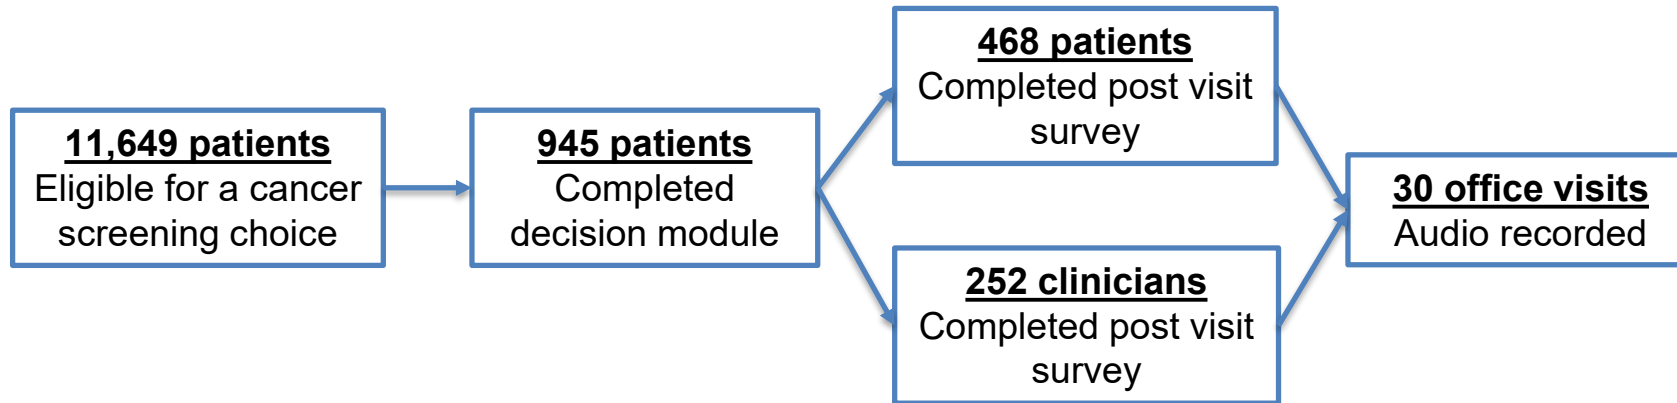 11,649 patients
Eligible for a cancer
screening choice
945 patients
Completed
decision module
468 patients
Completed post visit
survey
252 clinicians
Completed post visit
survey
30 office visits
Audio recorded